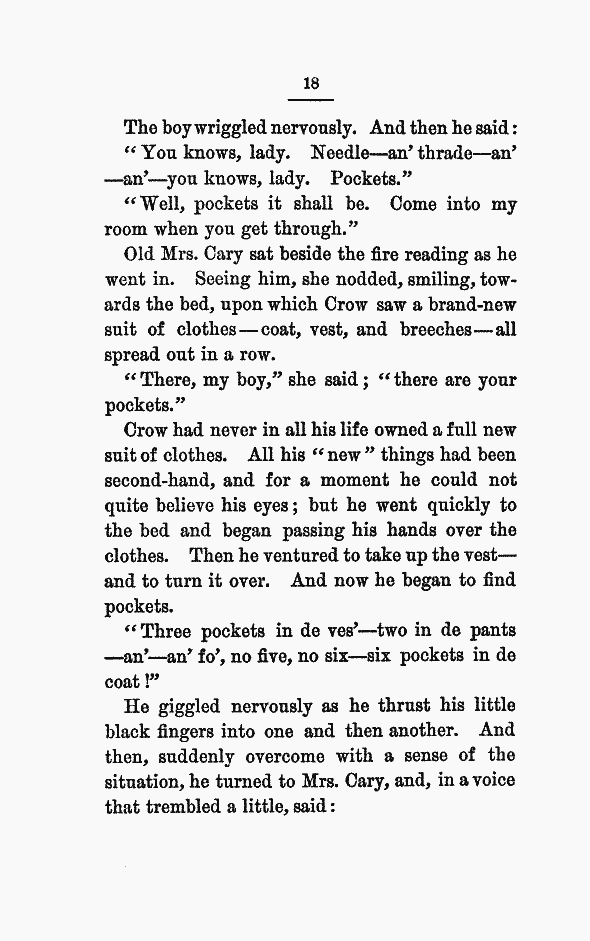 18
The boy wriggled nervously. And then he said:
“You knows, lady. Needle—an’ thrade—an’
—an’—you knows, lady. Pockets.”
“Well, pockets it shall be. Come into my
room when you get through.”
Old Mrs. Cary sat beside the fire reading as he
went in. Seeing him, she nodded, smiling, tow-
ards the bed, upon which Crow saw a brand-new
suit of clothes—coat, vest, and breeches—all
spread out in a row.
“There, my boy,” she said; “there are your
pockets.”
Crow had never in all his life owned a full new
suit of clothes. All his “new” things had been
second-hand, and for a moment he could not
quite believe his eyes; but he went quickly to
the bed and began passing his hands over the
clothes. Then he ventured to take up the vest—
and to turn it over. And now he began to find
pockets.
“Three pockets in de ves’—two in de pants
—an’—an’ fo’, no five, no six—six pockets in de
coat!”
He giggled nervously as he thrust his little
black fingers into one and then another. And
then, suddenly overcome with a sense of the
situation, he turned to Mrs. Cary, and, in a voice
that trembled a little, said: